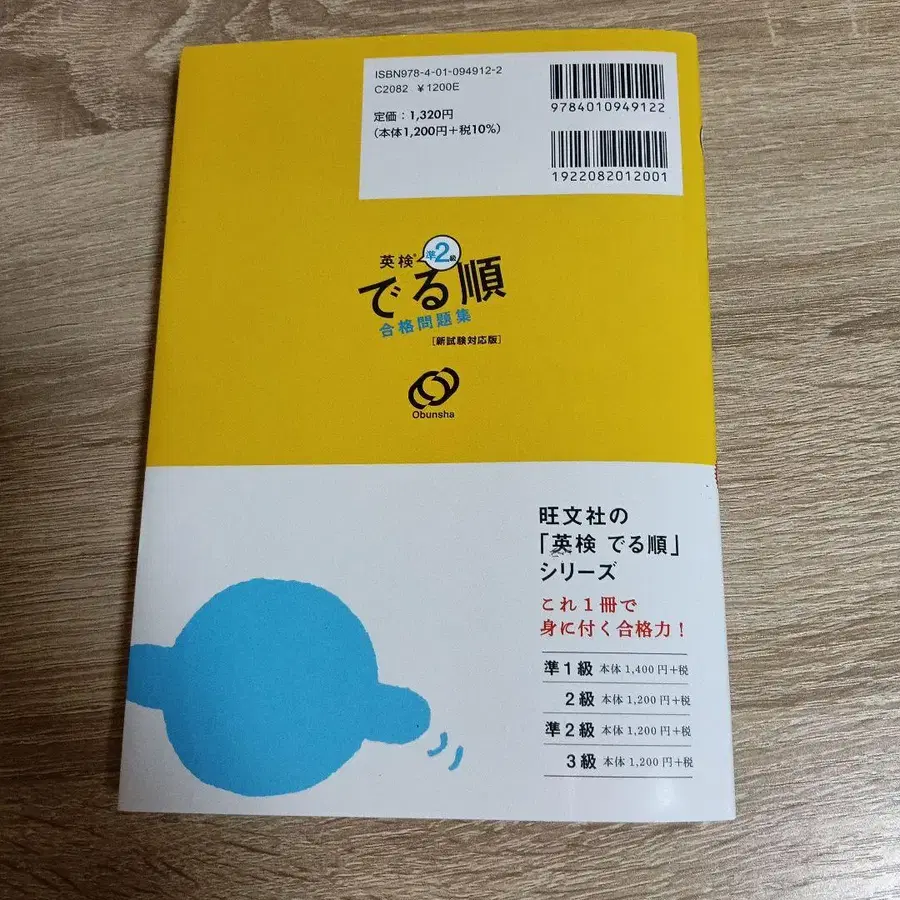 ISBN978-4-01-094912-2
C2082 ¥1200E
定価：1,320円
（本体1,200円＋税10%）
9784010949122
1922082012001
英検® 準2級
でる順
合格問題集
［新試験対応版］
Obunsha
旺文社の
「英検 でる順」
シリーズ
これ1冊で
身に付く合格力！
準1級 本体1,400円＋税
2級 本体1,200円＋税
準2級 本体1,200円＋税
3級 本体1,200円＋税